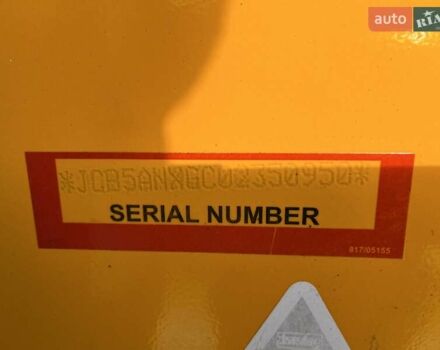 auto RIA
*JCB5ANXGC02350950*
SERIAL NUMBER
817/05155